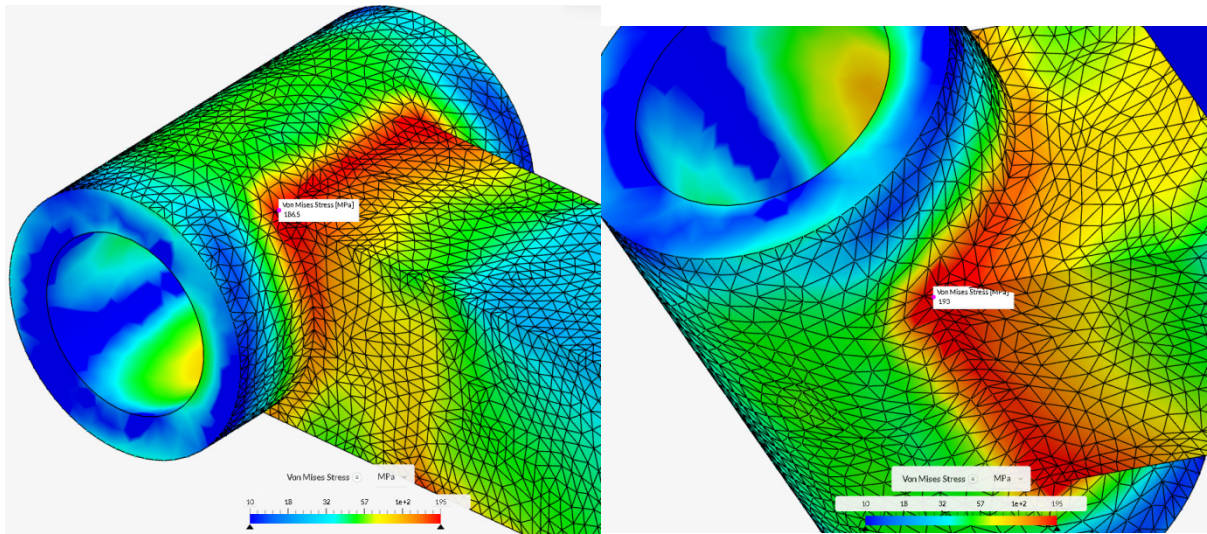 Von Mises Stress [MPa]
186.5
Von Mises Stress MPa
10 18 32 57 1e+2 195
Von Mises Stress [MPa]
193
Von Mises Stress MPa
10 18 32 57 1e+2 195